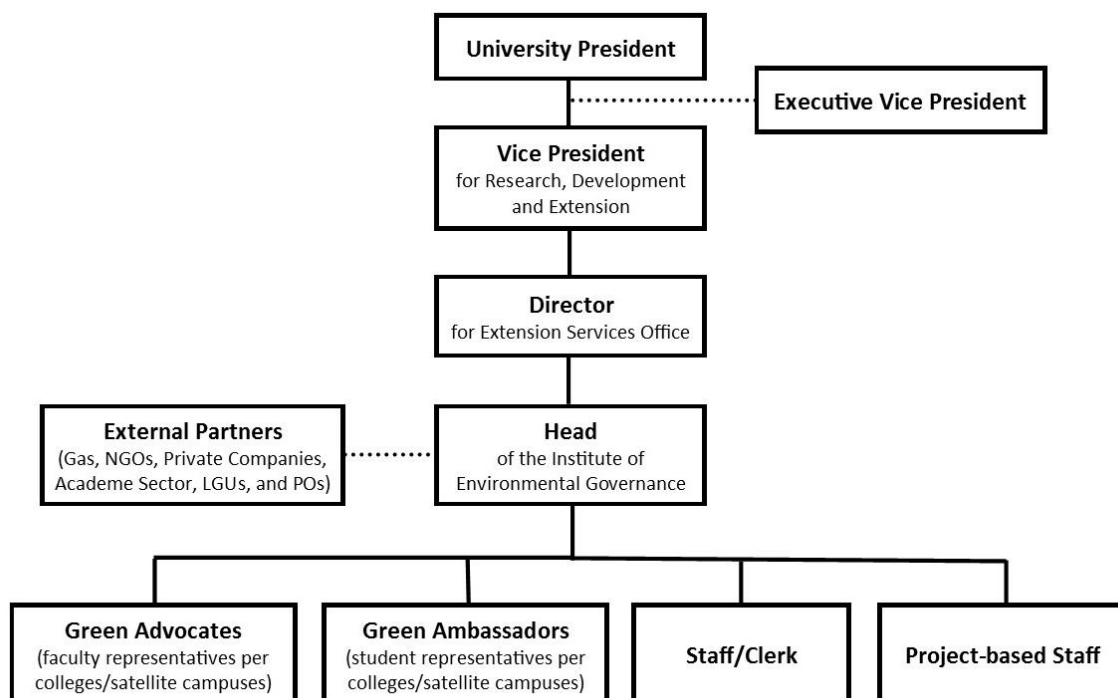 University President
Executive Vice President
Vice President
for Research, Development
and Extension
Director
for Extension Services Office
External Partners
(Gas, NGOs, Private Companies,
Academe Sector, LGUs, and POs)
Head
of the Institute of
Environmental Governance
Green Advocates
(faculty representatives per
colleges/satellite campuses)
Green Ambassadors
(student representatives per
colleges/satellite campuses)
Staff/Clerk
Project-based Staff